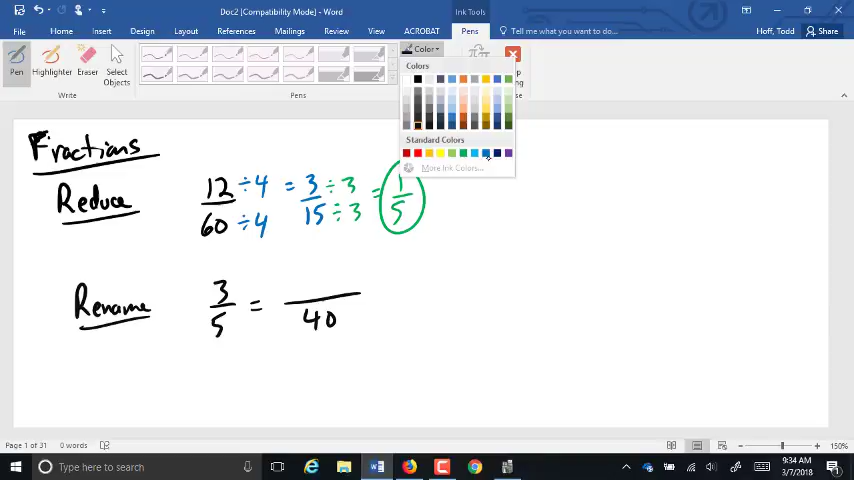 Doc2 [Compatibility Mode] - Word
Ink Tools
Hoff, Todd
File Home Insert Design Layout References Mailings Review View ACROBAT Pens Tell me what you want to do... Share
Pen Highlighter Eraser Select Objects
Color
Write
Pens
Colors
Standard Colors
More Ink Colors...
Fractions
Reduce 12 ÷4 = 3 ÷3 = 1
60 ÷4 15 ÷3 5
Rename 3 =
5 40
Page 1 of 31 0 words 150%
Type here to search
9:34 AM
3/7/2018